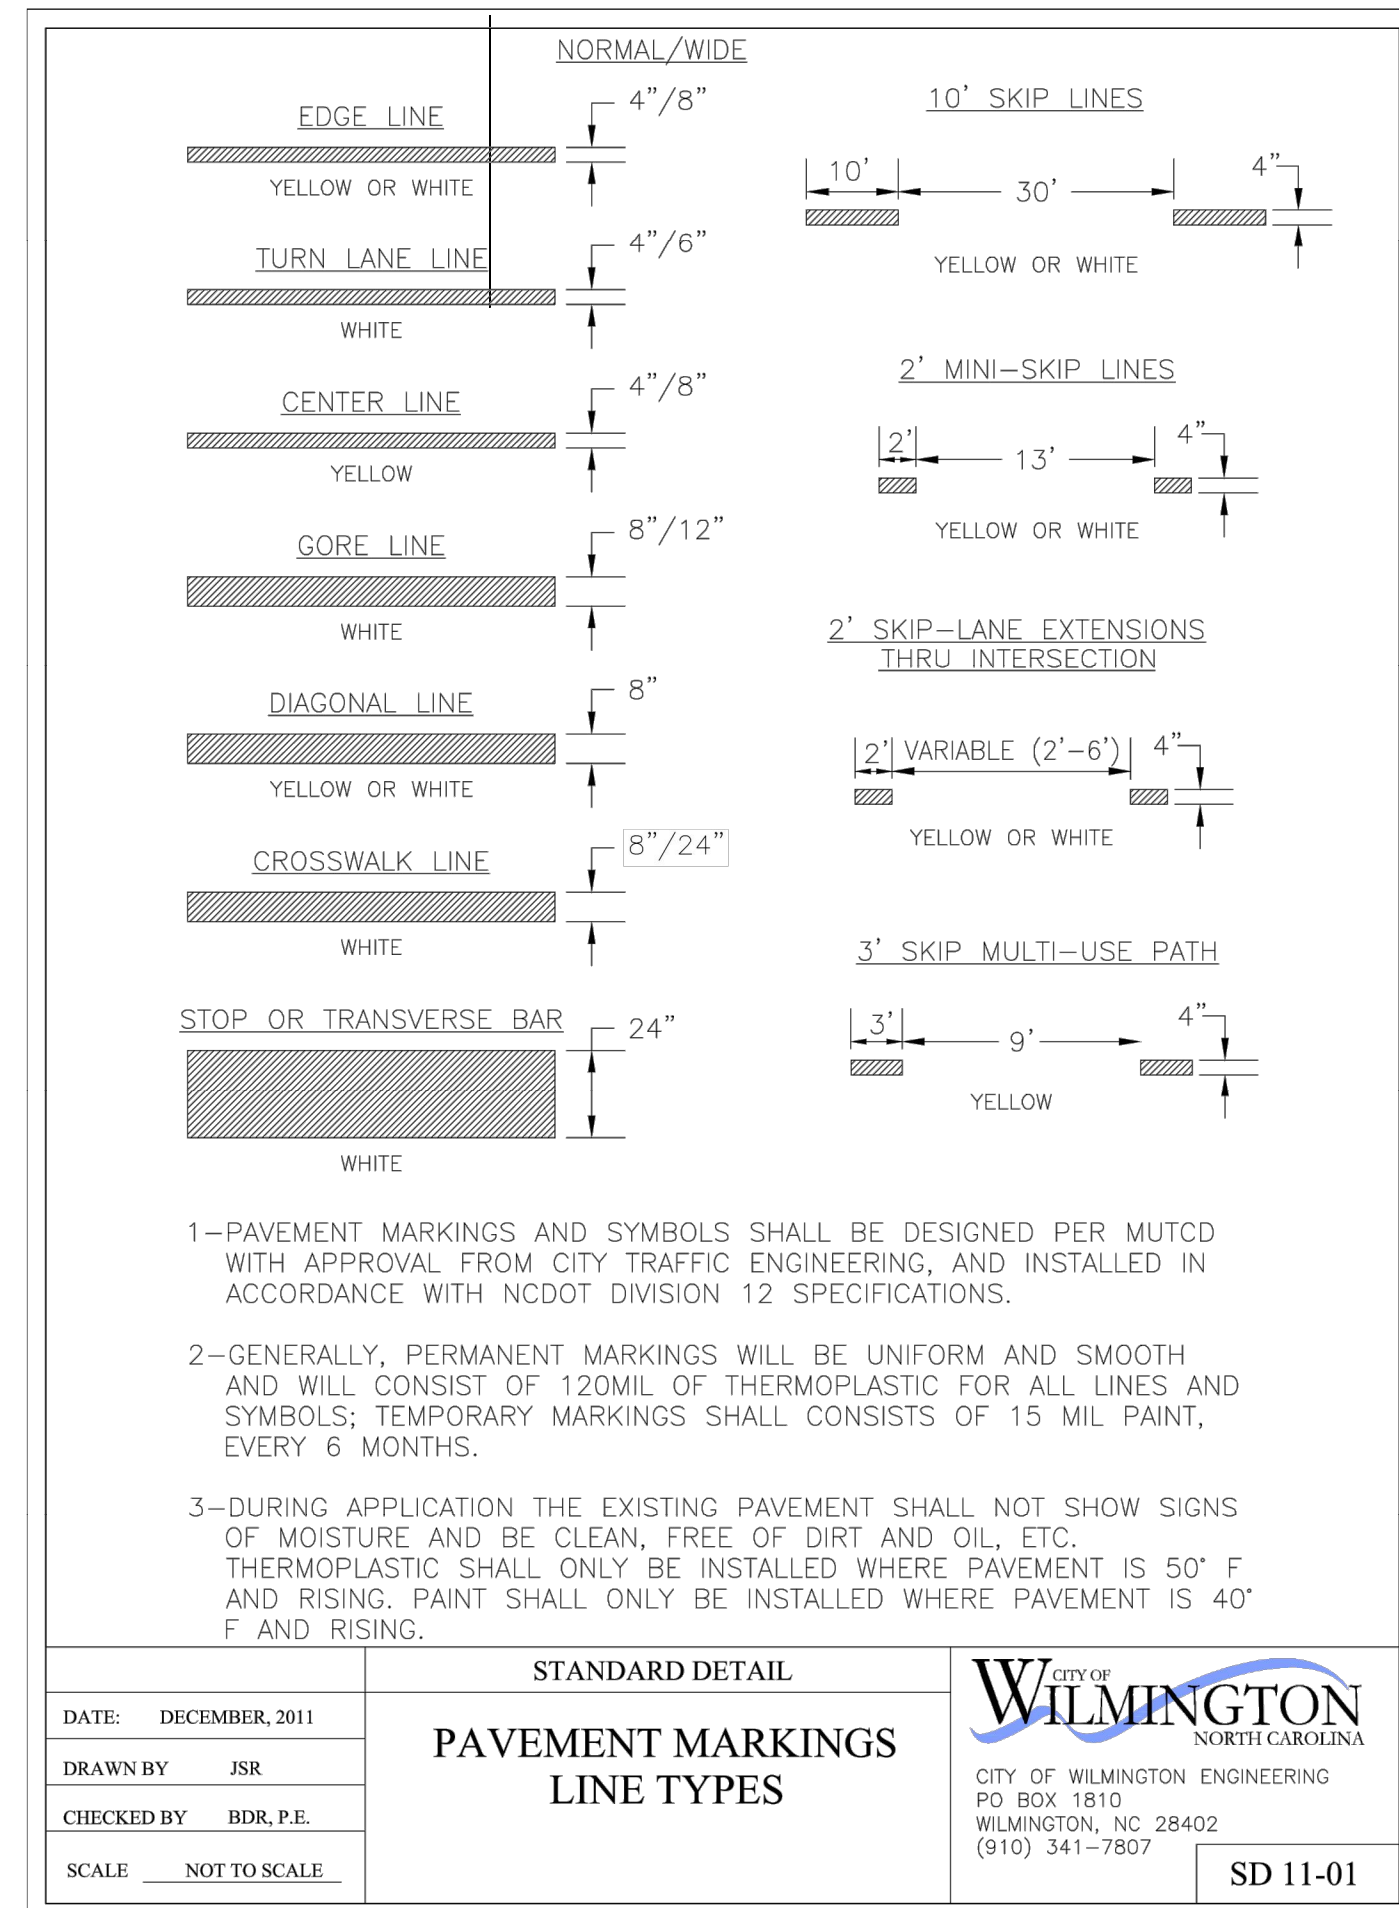 NORMAL/WIDE
EDGE LINE
4”/8”
YELLOW OR WHITE
TURN LANE LINE
4”/6”
WHITE
CENTER LINE
4”/8”
YELLOW
GORE LINE
8”/12”
WHITE
DIAGONAL LINE
8”
YELLOW OR WHITE
CROSSWALK LINE
8”/24”
WHITE
STOP OR TRANSVERSE BAR
24”
WHITE
10’ SKIP LINES
10’
30’
4”
YELLOW OR WHITE
2’ MINI–SKIP LINES
2’
13’
4”
YELLOW OR WHITE
2’ SKIP–LANE EXTENSIONS
THRU INTERSECTION
2’
VARIABLE (2’–6’)
4”
YELLOW OR WHITE
3’ SKIP MULTI–USE PATH
3’
9’
4”
YELLOW
1–PAVEMENT MARKINGS AND SYMBOLS SHALL BE DESIGNED PER MUTCD
WITH APPROVAL FROM CITY TRAFFIC ENGINEERING, AND INSTALLED IN
ACCORDANCE WITH NCDOT DIVISION 12 SPECIFICATIONS.
2–GENERALLY, PERMANENT MARKINGS WILL BE UNIFORM AND SMOOTH
AND WILL CONSIST OF 120MIL OF THERMOPLASTIC FOR ALL LINES AND
SYMBOLS; TEMPORARY MARKINGS SHALL CONSISTS OF 15 MIL PAINT,
EVERY 6 MONTHS.
3–DURING APPLICATION THE EXISTING PAVEMENT SHALL NOT SHOW SIGNS
OF MOISTURE AND BE CLEAN, FREE OF DIRT AND OIL, ETC.
THERMOPLASTIC SHALL ONLY BE INSTALLED WHERE PAVEMENT IS 50° F
AND RISING. PAINT SHALL ONLY BE INSTALLED WHERE PAVEMENT IS 40°
F AND RISING.
DATE: DECEMBER, 2011
DRAWN BY JSR
CHECKED BY BDR, P.E.
SCALE NOT TO SCALE
STANDARD DETAIL
PAVEMENT MARKINGS
LINE TYPES
CITY OF
WILMINGTON
NORTH CAROLINA
CITY OF WILMINGTON ENGINEERING
PO BOX 1810
WILMINGTON, NC 28402
(910) 341–7807
SD 11-01